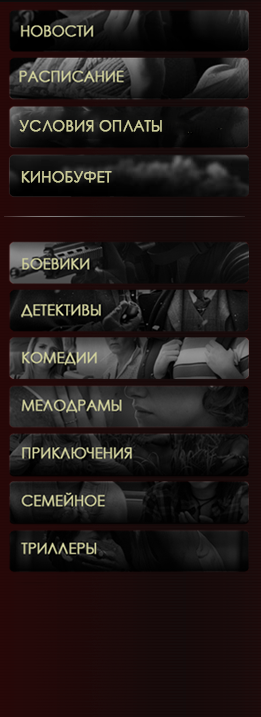 НОВОСТИ
РАСПИСАНИЕ
УСЛОВИЯ ОПЛАТЫ
КИНОБУФЕТ
БОЕВИКИ
ДЕТЕКТИВЫ
КОМЕДИИ
МЕЛОДРАМЫ
ПРИКЛЮЧЕНИЯ
СЕМЕЙНОЕ
ТРИЛЛЕРЫ